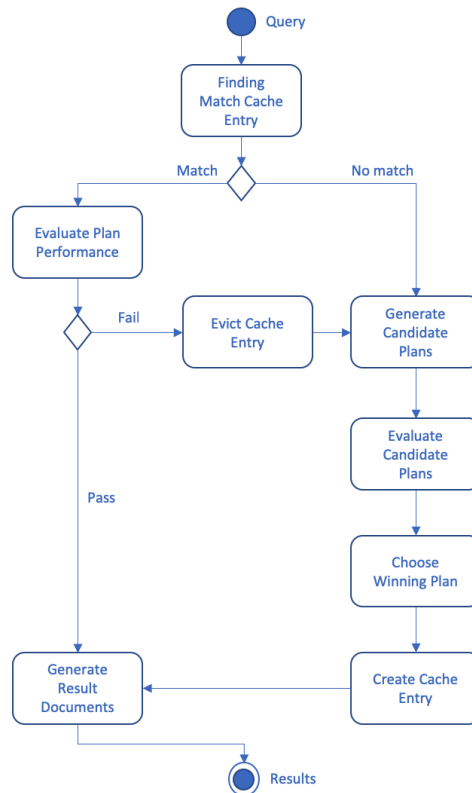 Query
Finding
Match Cache
Entry
Match
No match
Evaluate Plan
Performance
Fail
Evict Cache
Entry
Generate
Candidate
Plans
Evaluate
Candidate
Plans
Pass
Choose
Winning Plan
Generate
Result
Documents
Create Cache
Entry
Results